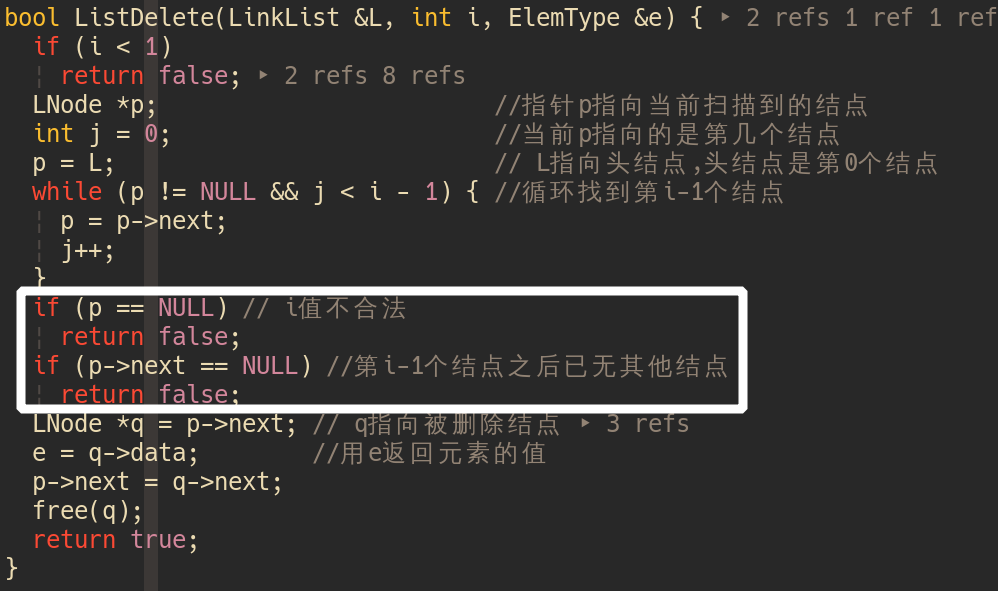 bool ListDelete(LinkList &L, int i, ElemType &e) { ▸ 2 refs 1 ref 1 ref
if (i < 1)
return false; ▸ 2 refs 8 refs
LNode *p; //指针p指向当前扫描到的结点
int j = 0; //当前p指向的是第几个结点
p = L; // L指向头结点,头结点是第0个结点
while (p != NULL && j < i - 1) { //循环找到第i-1个结点
p = p->next;
j++;
}
if (p == NULL) // i值不合法
return false;
if (p->next == NULL) //第i-1个结点之后已无其他结点
return false;
LNode *q = p->next; // q指向被删除结点 ▸ 3 refs
e = q->data; //用e返回元素的值
p->next = q->next;
free(q);
return true;
}